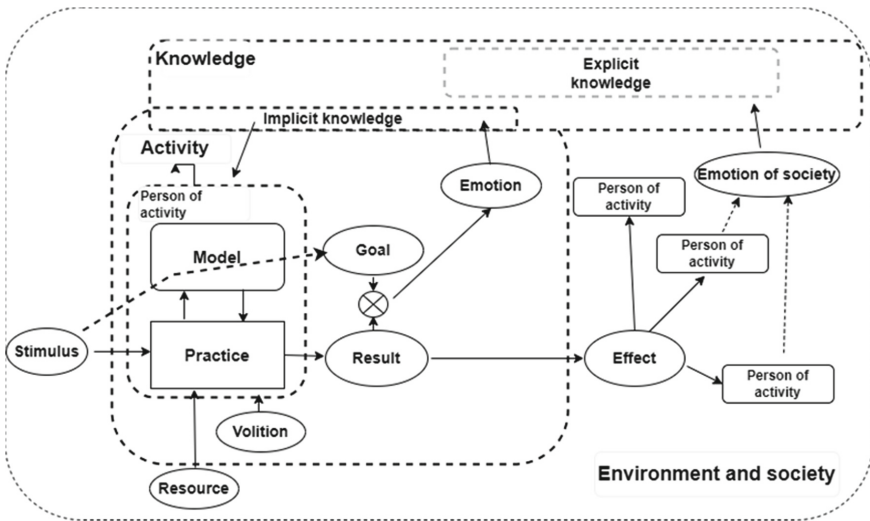 Knowledge
Explicit
knowledge
Implicit knowledge
Activity
Person of
activity
Emotion
Emotion of society
Person of
activity
Model
Goal
Person of
activity
Stimulus
Practice
Result
Effect
Person of
activity
Volition
Resource
Environment and society